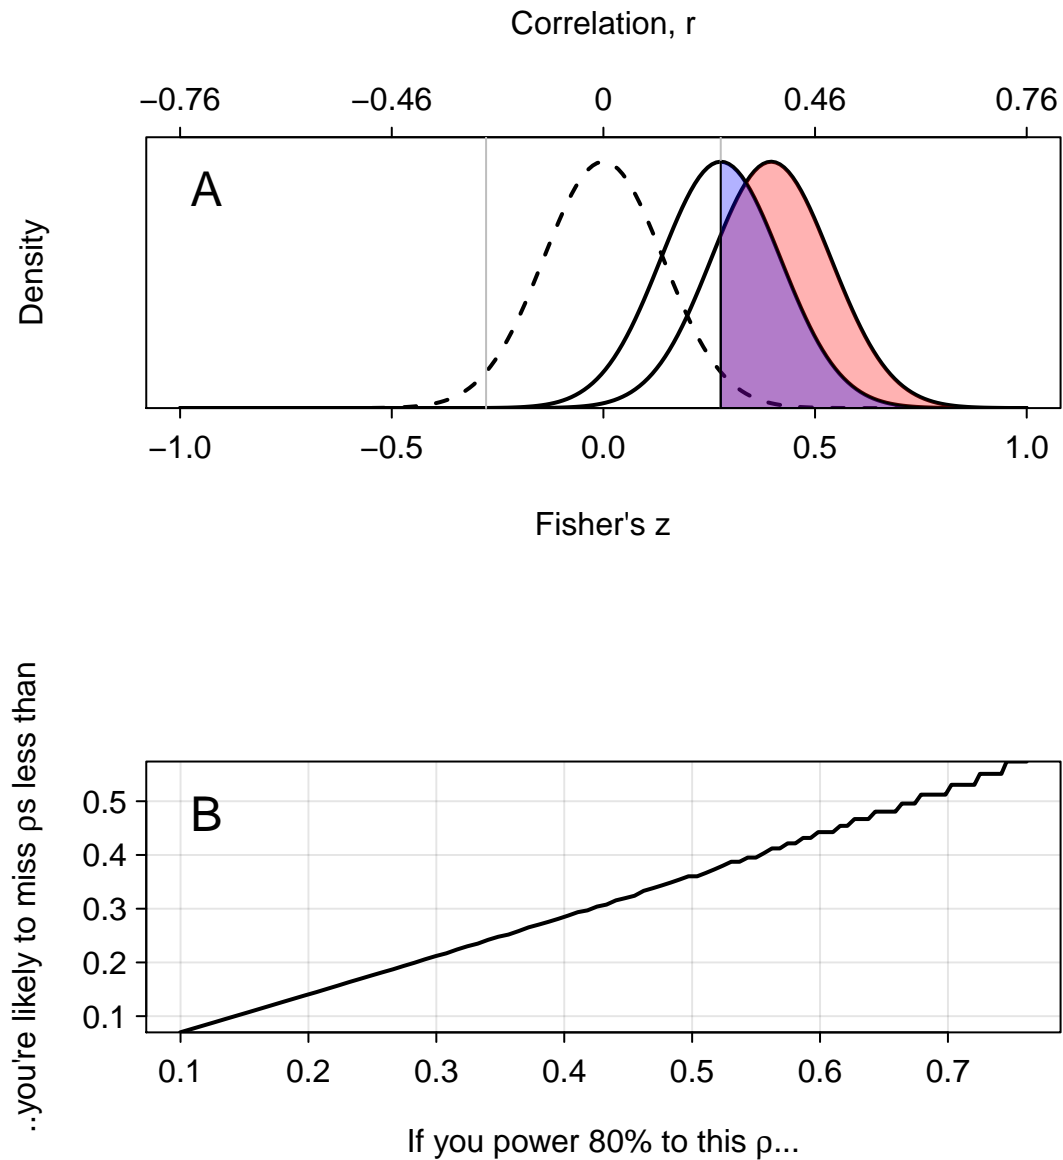 Correlation, r
−0.76 −0.46 0 0.46 0.76
A
Density
−1.0 −0.5 0.0 0.5 1.0
Fisher's z
..you're likely to miss ρs less than
B
0.5
0.4
0.3
0.2
0.1
0.1 0.2 0.3 0.4 0.5 0.6 0.7
If you power 80% to this ρ...